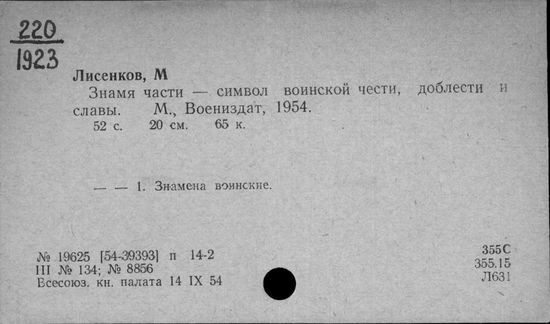 220
1923
Лисенков, М
Знамя части — символ воинской чести, доблести и
славы. М., Воениздат, 1954.
52 с. 20 см. 65 к.
— — 1. Знамена воинские.
№ 19625 [54-39393] п 14-2
III № 134; № 8856
Всесоюз. кн. палата 14 IX 54
355С
355.15
Л631